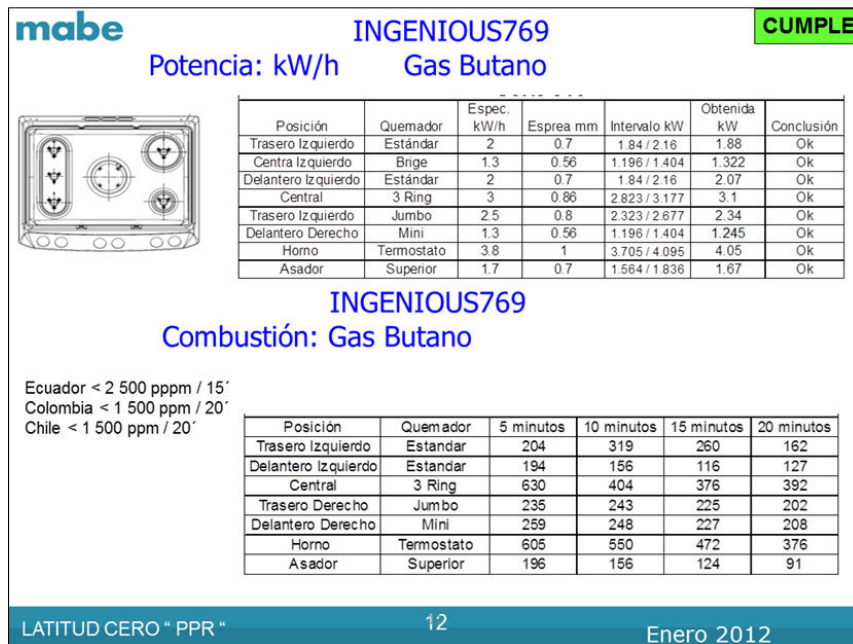 mabe
INGENIOUS769
CUMPLE
Potencia: kW/h Gas Butano
Posición Quemador Espec. kW/h Esprea mm Intervalo kW Obtenida kW Conclusión
Trasero Izquierdo Estándar 2 0.7 1.84 / 2.16 1.88 Ok
Centra Izquierdo Brige 1.3 0.56 1.196 / 1.404 1.322 Ok
Delantero Izquierdo Estándar 2 0.7 1.84 / 2.16 2.07 Ok
Central 3 Ring 3 0.86 2.823 / 3.177 3.1 Ok
Trasero Izquierdo Jumbo 2.5 0.8 2.323 / 2.677 2.34 Ok
Delantero Derecho Mini 1.3 0.56 1.196 / 1.404 1.245 Ok
Horno Termostato 3.8 1 3.705 / 4.095 4.05 Ok
Asador Superior 1.7 0.7 1.564 / 1.836 1.67 Ok
INGENIOUS769
Combustión: Gas Butano
Ecuador < 2 500 pppm / 15´
Colombia < 1 500 ppm / 20´
Chile < 1 500 ppm / 20´
Posición Quemador 5 minutos 10 minutos 15 minutos 20 minutos
Trasero Izquierdo Estandar 204 319 260 162
Delantero Izquierdo Estandar 194 156 116 127
Central 3 Ring 630 404 376 392
Trasero Derecho Jumbo 235 243 225 202
Delantero Derecho Mini 259 248 227 208
Horno Termostato 605 550 472 376
Asador Superior 196 156 124 91
LATITUD CERO “ PPR “
12
Enero 2012